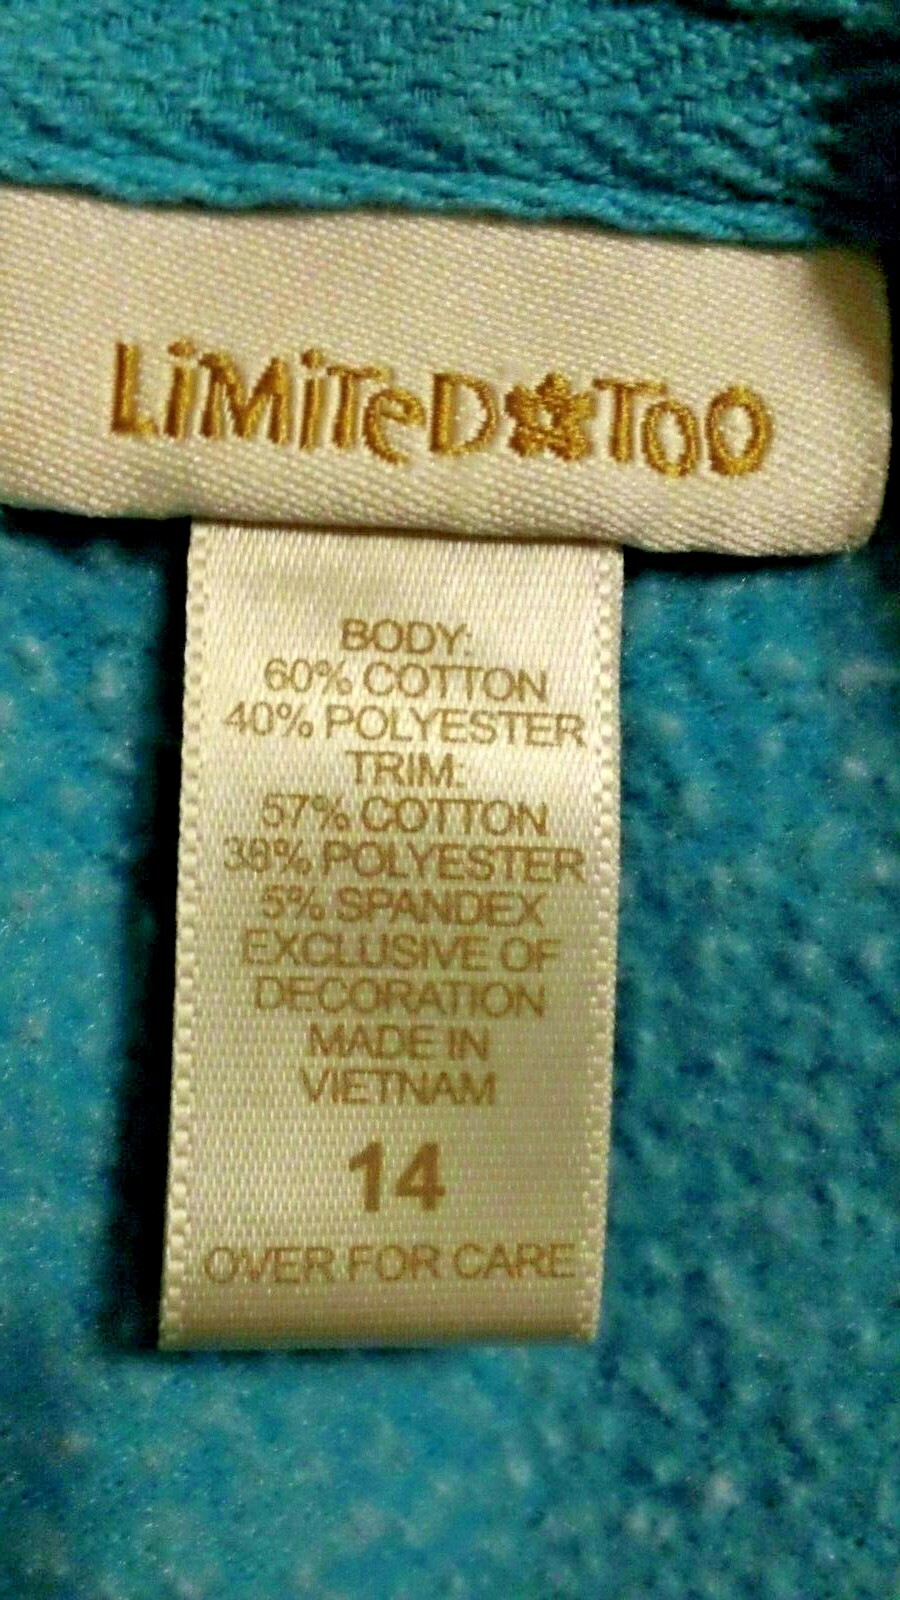 LiMiTeD TOO
BODY:
60% COTTON
40% POLYESTER
TRIM:
57% COTTON
38% POLYESTER
5% SPANDEX
EXCLUSIVE OF
DECORATION
MADE IN
VIETNAM
14
OVER FOR CARE